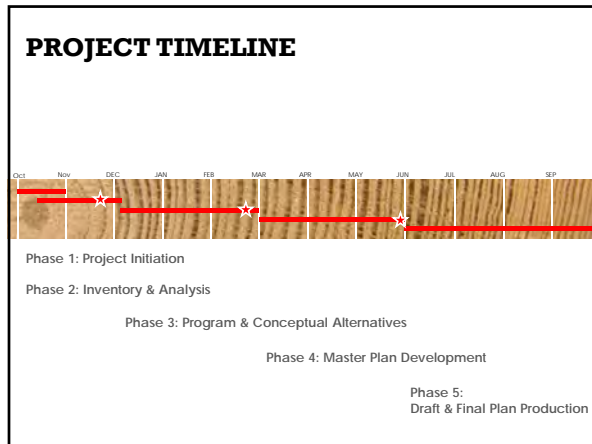 PROJECT TIMELINE
Oct Nov DEC JAN FEB MAR APR MAY JUN JUL AUG SEP
Phase 1: Project Initiation
Phase 2: Inventory & Analysis
Phase 3: Program & Conceptual Alternatives
Phase 4: Master Plan Development
Phase 5:
Draft & Final Plan Production